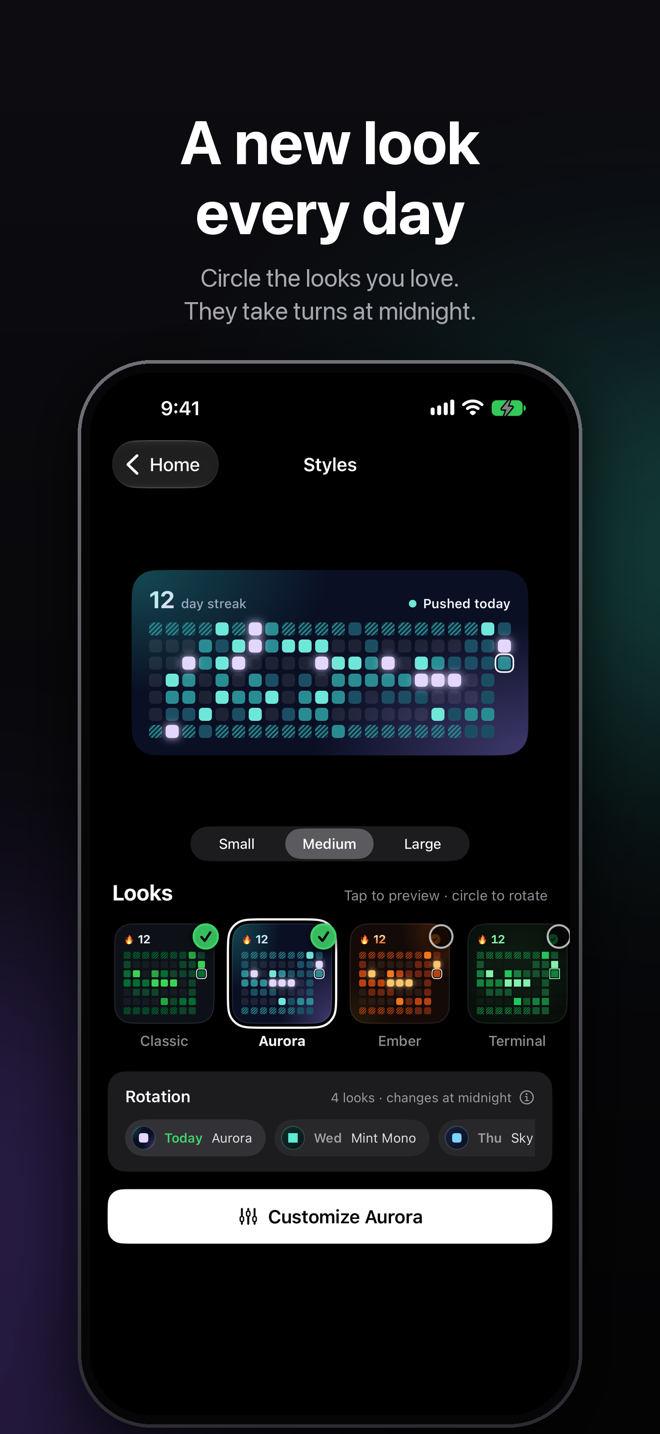 A new look
every day
Circle the looks you love.
They take turns at midnight.
9:41
Home
Styles
12 day streak
Pushed today
Small
Medium
Large
Looks
Tap to preview · circle to rotate
12
12
12
12
Classic
Aurora
Ember
Terminal
Rotation
4 looks · changes at midnight
Today Aurora
Wed Mint Mono
Thu Sky
Customize Aurora